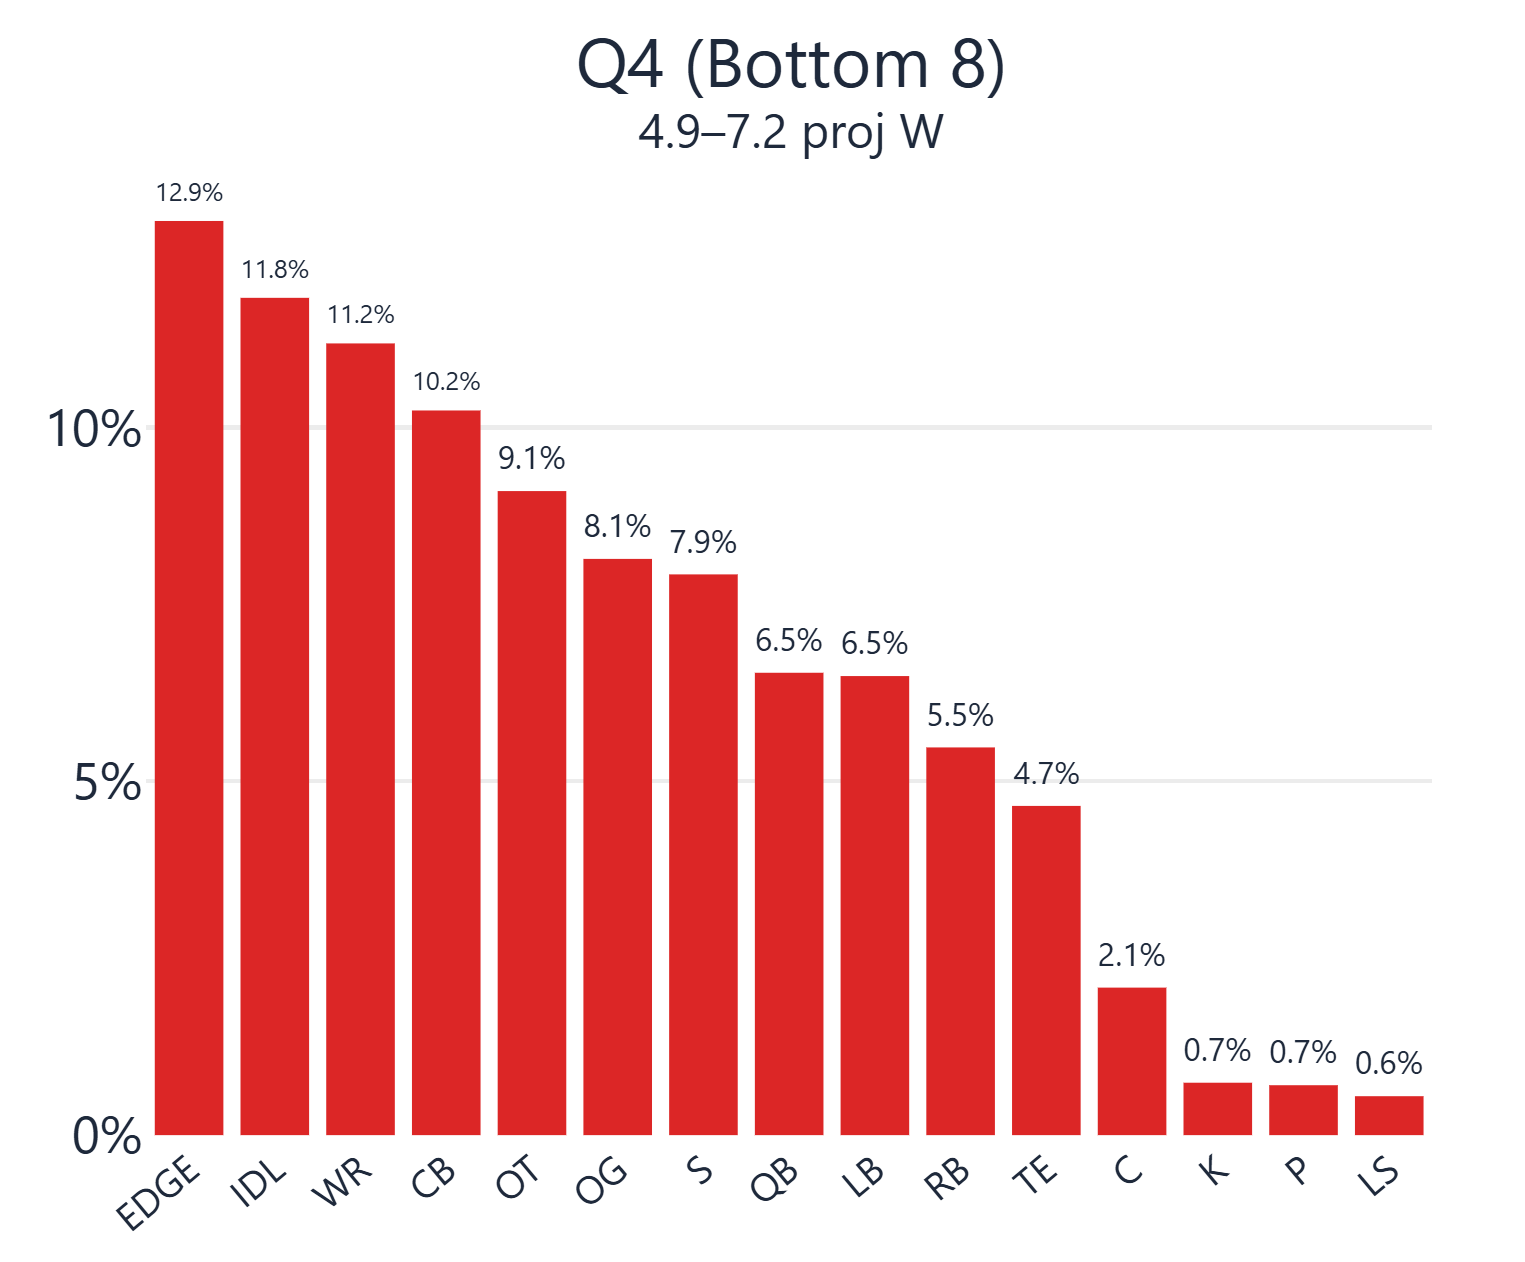 Q4 (Bottom 8)
4.9–7.2 proj W
12.9%
11.8%
11.2%
10.2%
9.1%
8.1%
7.9%
6.5%
6.5%
5.5%
4.7%
2.1%
0.7%
0.7%
0.6%
10%
5%
0%
EDGE
IDL
WR
CB
OT
OG
S
QB
LB
RB
TE
C
K
P
LS